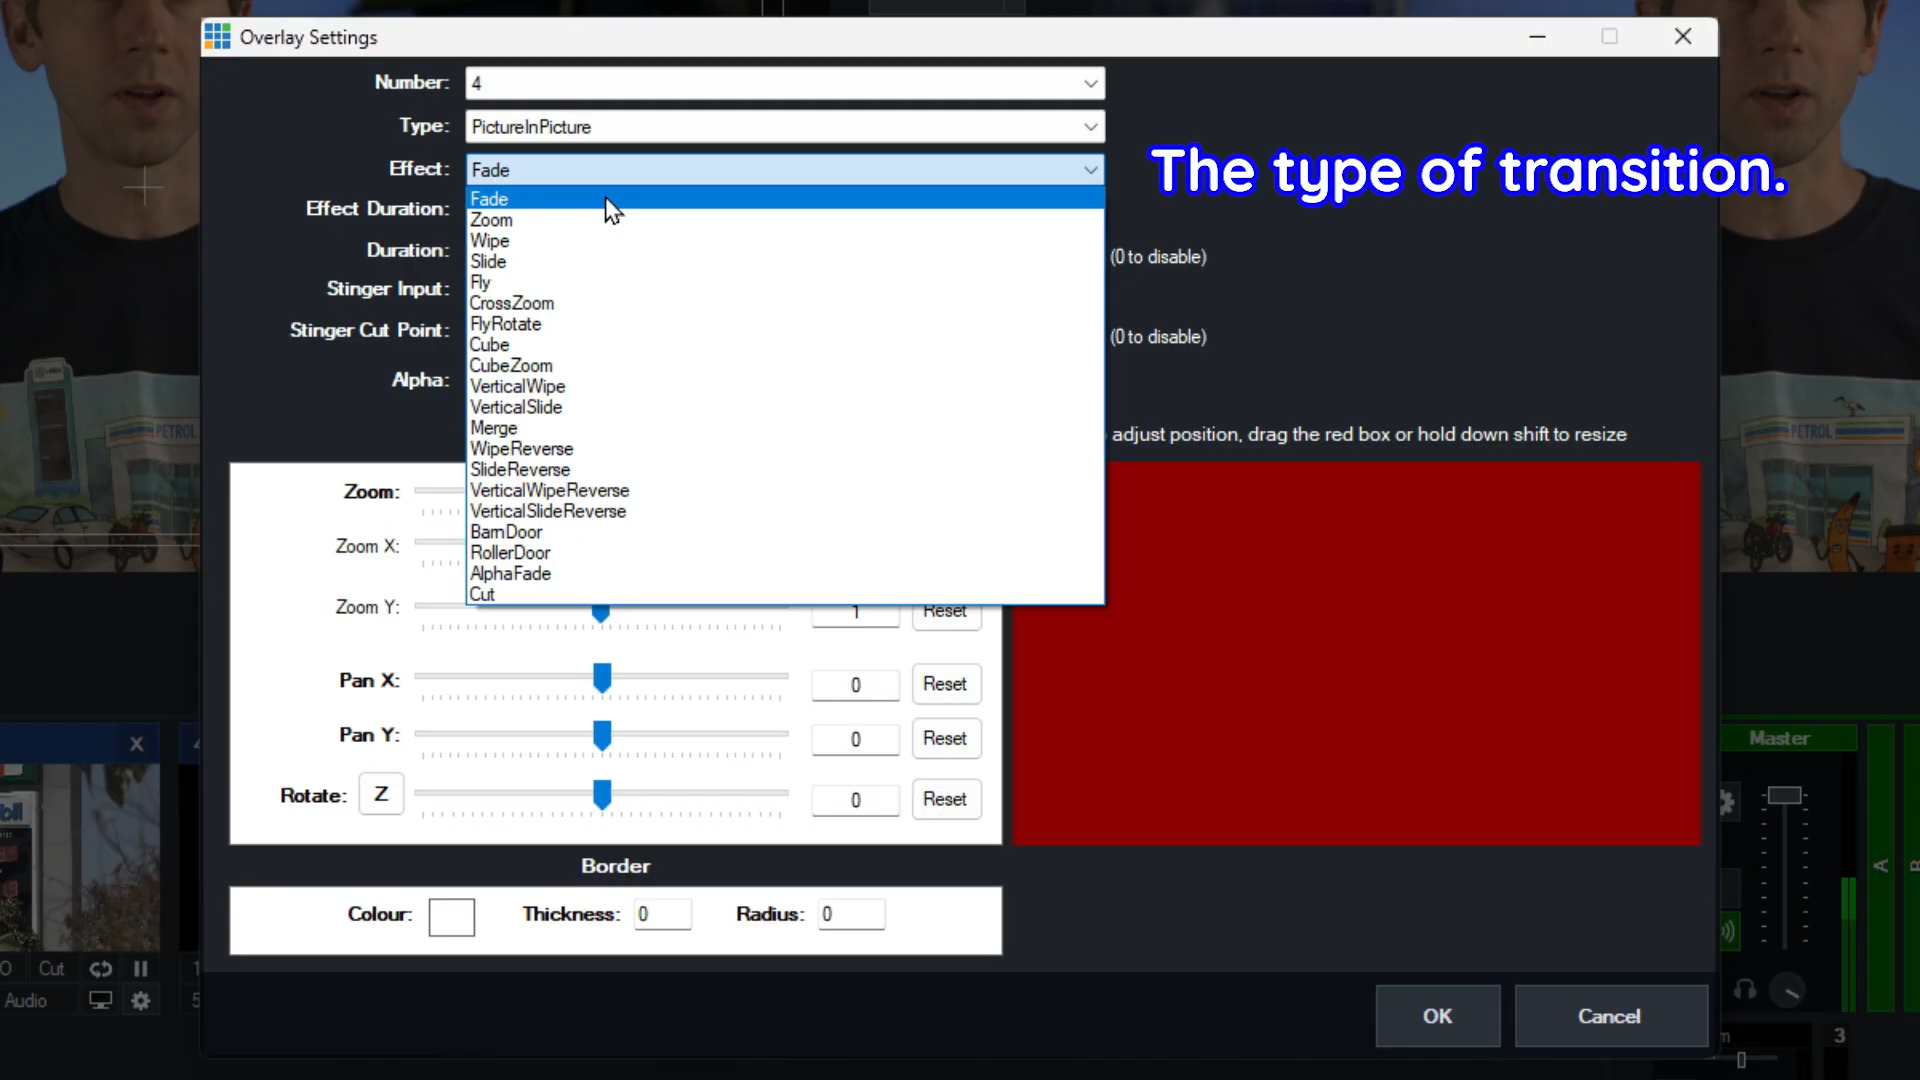 Overlay Settings
Number: 4
Type: PictureInPicture
The type of transition.
Effect: Fade
Fade
Zoom
Wipe
Slide
Fly
CrossZoom
FlyRotate
Cube
CubeZoom
VerticalWipe
VerticalSlide
Merge
WipeReverse
SlideReverse
VerticalWipeReverse
VerticalSlideReverse
BarnDoor
RollerDoor
AlphaFade
Cut
Effect Duration:
Duration: (0 to disable)
Stinger Input:
Stinger Cut Point: (0 to disable)
Alpha:
adjust position, drag the red box or hold down shift to resize
Zoom:
Zoom X:
Zoom Y: 1 Reset
Pan X: 0 Reset
Pan Y: 0 Reset
Rotate: Z 0 Reset
Border
Colour: Thickness: 0 Radius: 0
OK Cancel
PETROL
PETROL
X
Master
A
B
Cut
Audio
3